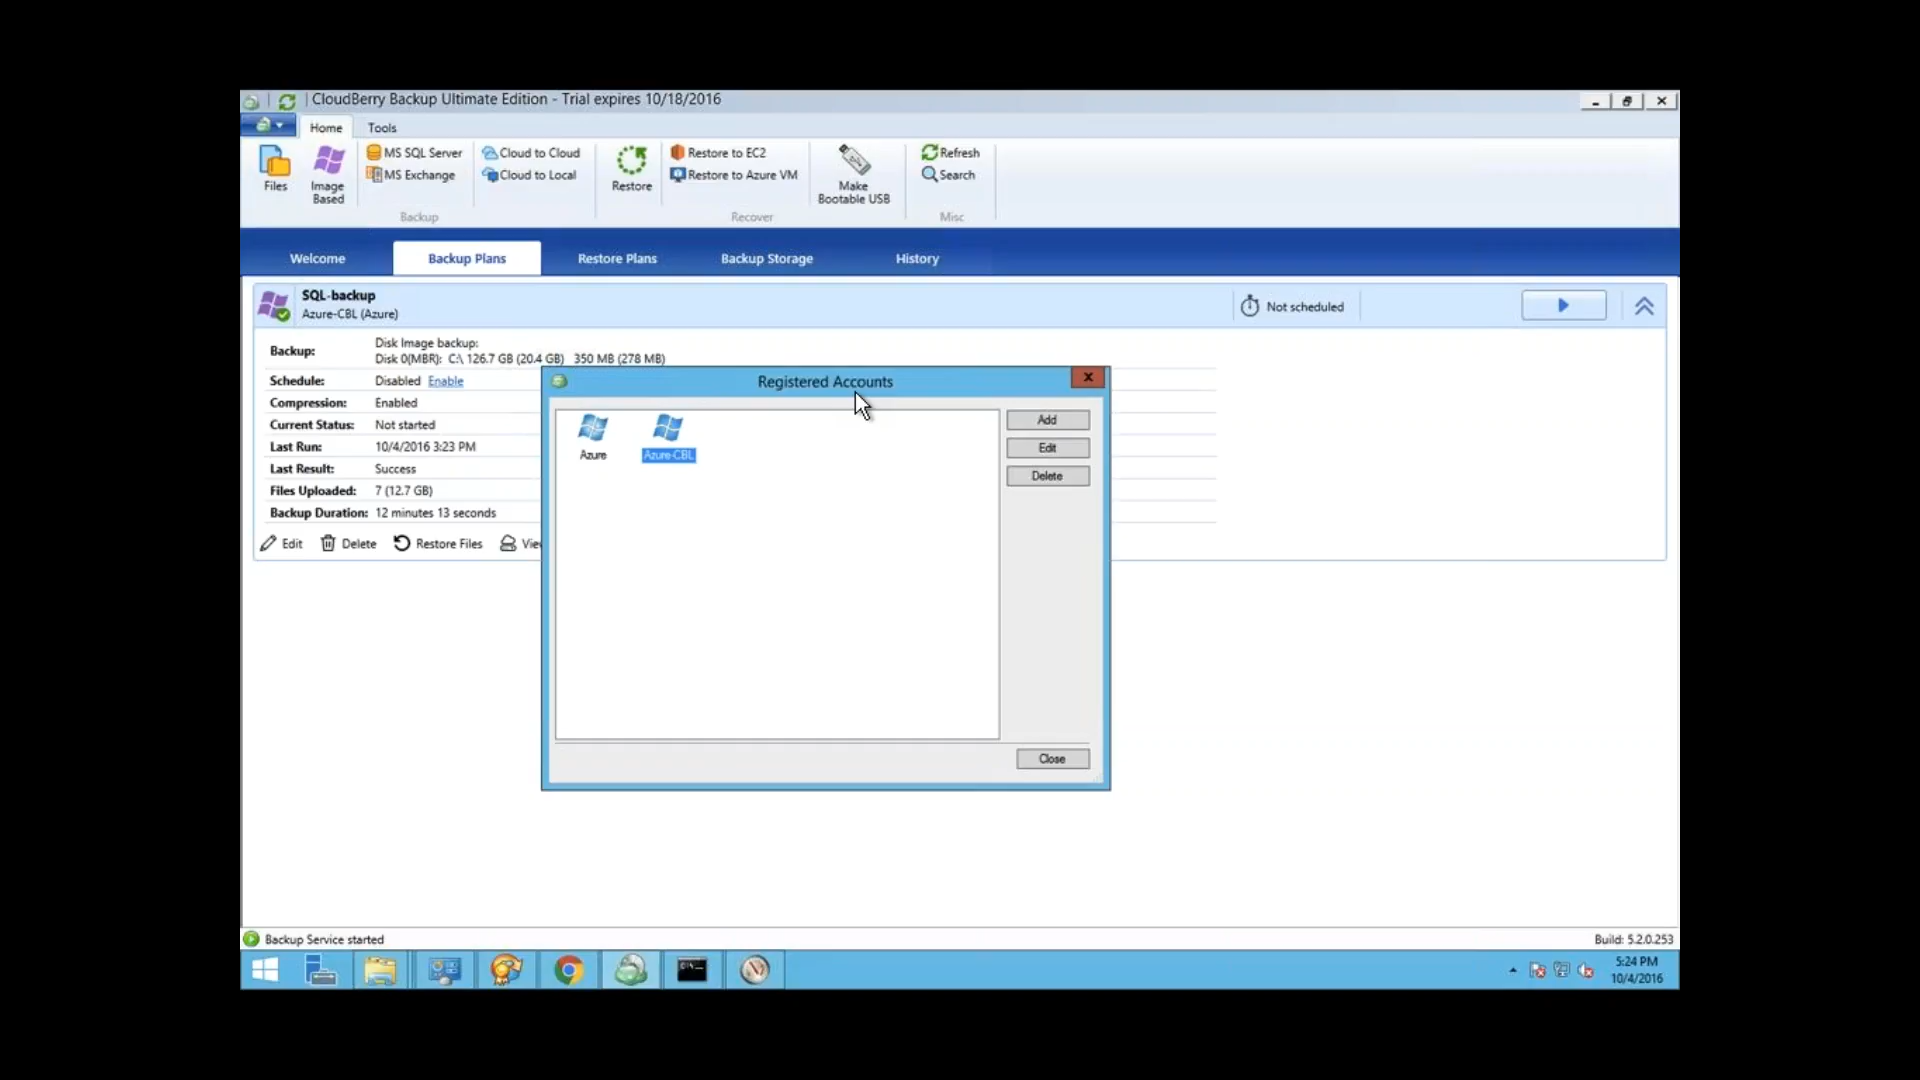 CloudBerry Backup Ultimate Edition - Trial expires 10/18/2016
Home Tools
Files
Image Based
MS SQL Server
MS Exchange
Cloud to Cloud
Cloud to Local
Backup
Restore
Restore to EC2
Restore to Azure VM
Make Bootable USB
Recover
Refresh
Search
Misc
Welcome Backup Plans Restore Plans Backup Storage History
SQL-backup
Azure-CBL (Azure)
Not scheduled
Backup: Disk Image backup:
Disk 0(MBR): C:\ 126.7 GB (20.4 GB) 350 MB (278 MB)
Schedule: Disabled Enable
Compression: Enabled
Current Status: Not started
Last Run: 10/4/2016 3:23 PM
Last Result: Success
Files Uploaded: 7 (12.7 GB)
Backup Duration: 12 minutes 13 seconds
Edit Delete Restore Files
Registered Accounts
Azure Azure-CBL
Add
Edit
Delete
Close
Backup Service started
Build: 5.2.0.253
5:24 PM
10/4/2016